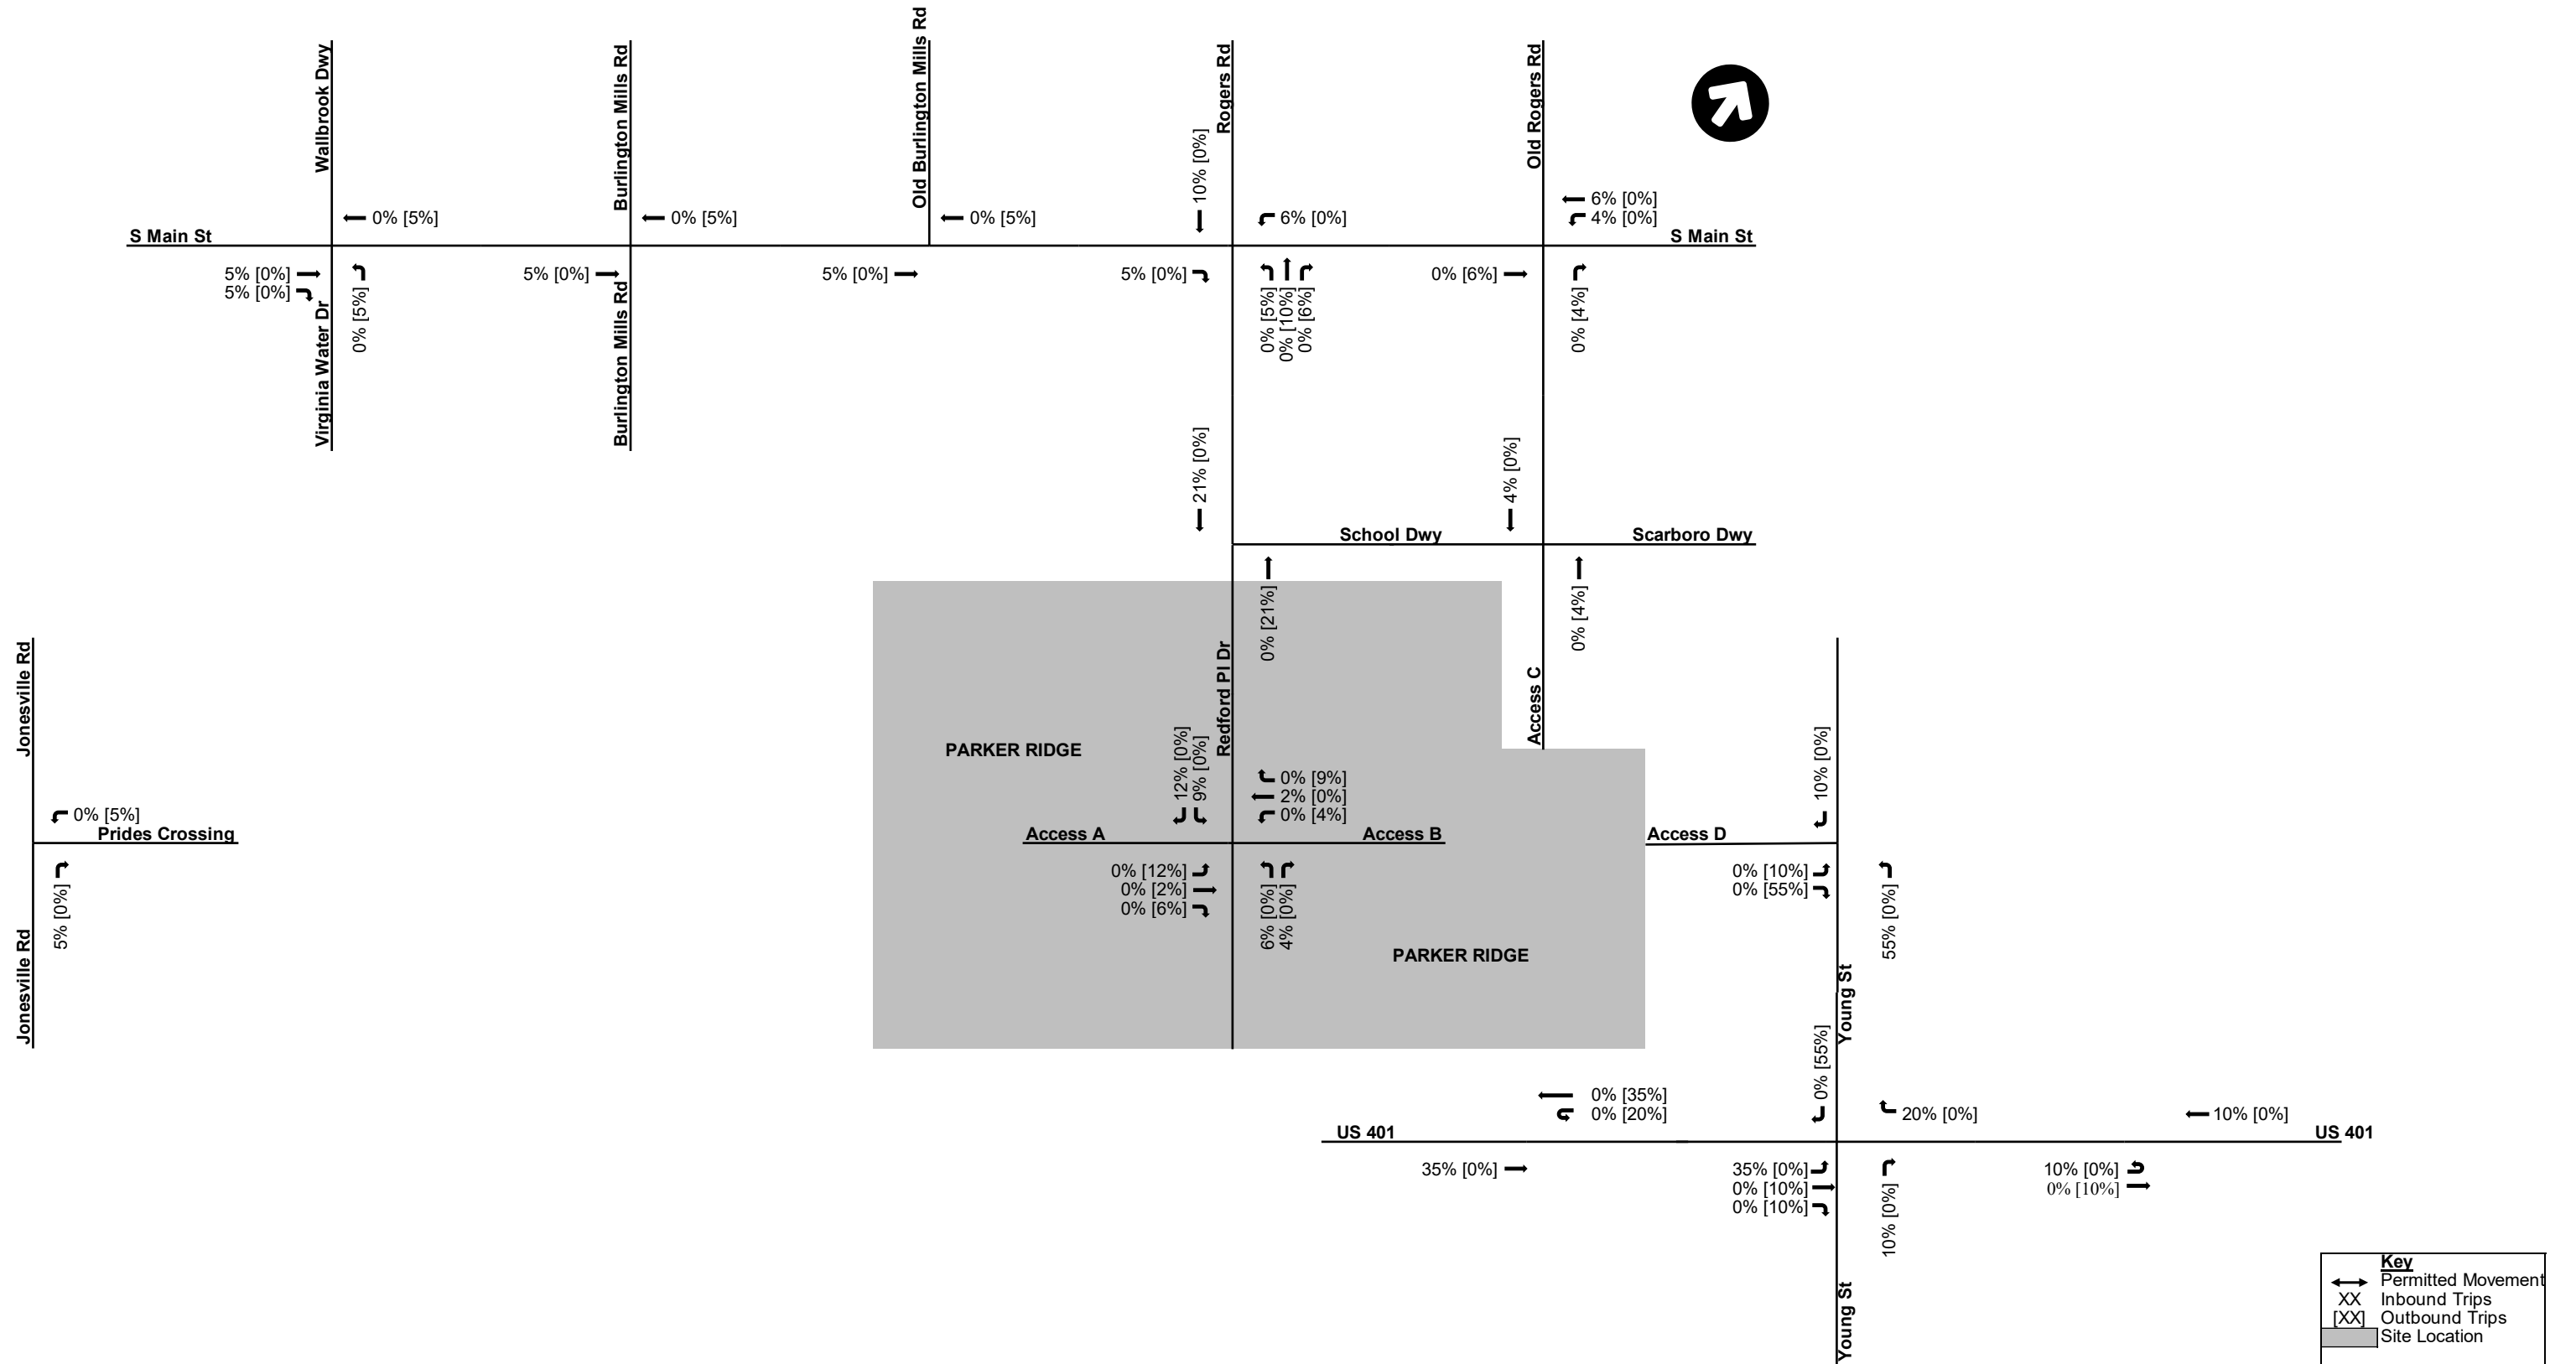 Wallbrook Dwy
Burlington Mills Rd
Old Burlington Mills Rd
Rogers Rd
Old Rogers Rd
10% [0%]
0% [5%]
0% [5%]
0% [5%]
6% [0%]
6% [0%]
4% [0%]
S Main St
S Main St
5% [0%]
5% [0%]
0% [5%]
5% [0%]
5% [0%]
5% [0%]
0% [5%]
0% [10%]
0% [6%]
0% [6%]
0% [4%]
Virginia Water Dr
Burlington Mills Rd
21% [0%]
4% [0%]
School Dwy
Scarboro Dwy
0% [21%]
0% [4%]
Jonesville Rd
Redford Pl Dr
Access C
PARKER RIDGE
12% [0%]
9% [0%]
0% [9%]
2% [0%]
0% [4%]
10% [0%]
0% [5%]
Prides Crossing
Access A
Access B
Access D
5% [0%]
0% [12%]
0% [2%]
0% [6%]
6% [0%]
4% [0%]
0% [10%]
0% [55%]
55% [0%]
Jonesville Rd
PARKER RIDGE
Young St
0% [35%]
0% [20%]
0% [55%]
20% [0%]
10% [0%]
US 401
US 401
35% [0%]
35% [0%]
0% [10%]
0% [10%]
10% [0%]
10% [0%]
0% [10%]
Young St
Key
Permitted Movement
XX Inbound Trips
[XX] Outbound Trips
Site Location